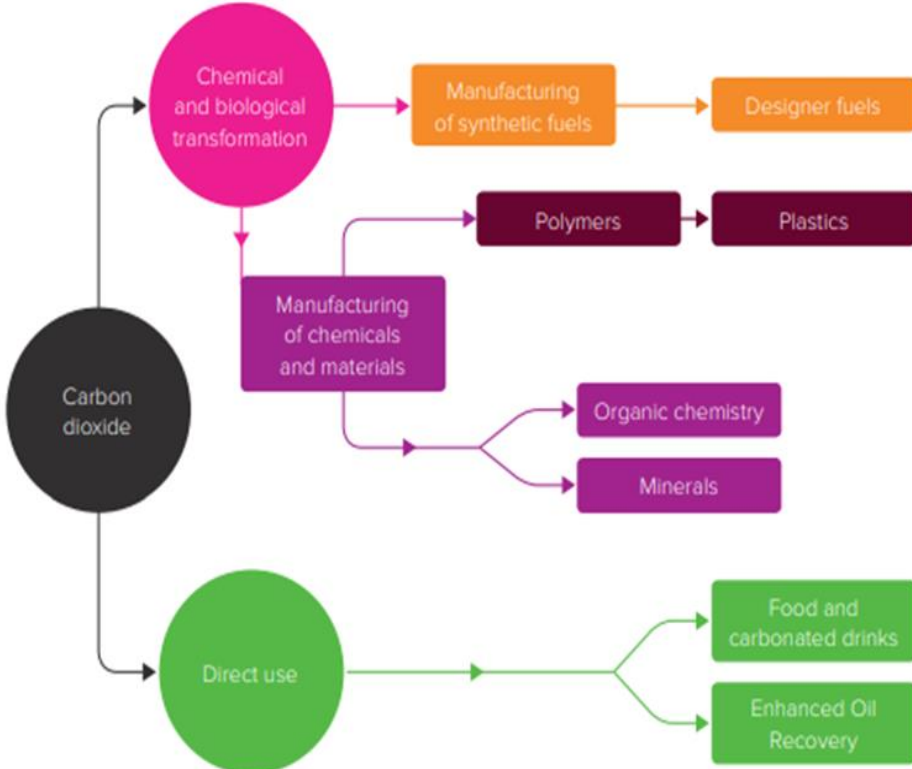 Chemical
and biological
transformation
Manufacturing
of synthetic fuels
Designer fuels
Polymers
Plastics
Manufacturing
of chemicals
and materials
Carbon
dioxide
Organic chemistry
Minerals
Direct use
Food and
carbonated drinks
Enhanced Oil
Recovery